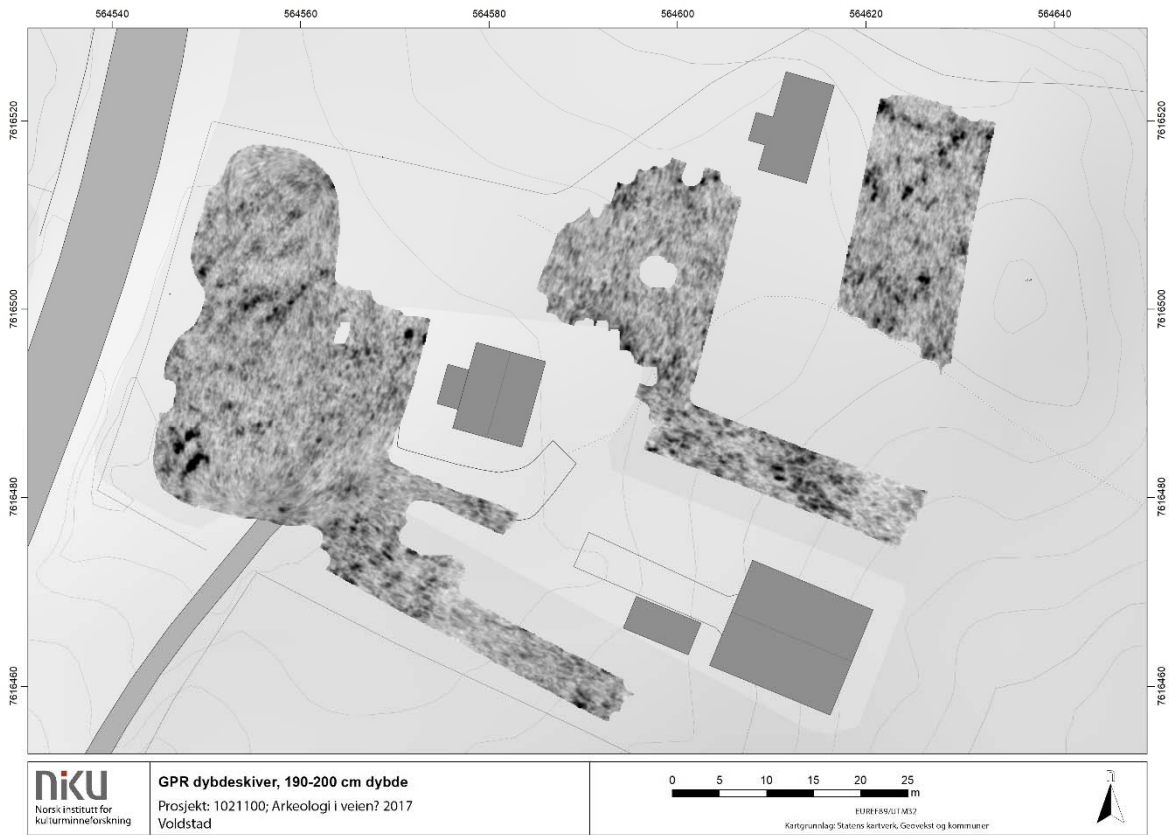 564540 564560 564580 564600 564620 564640
7616520 7616520
7616500 7616500
7616480 7616480
7616460 7616460
niku
Norsk institutt for
kulturminneforskning
GPR dybdeskiver, 190-200 cm dybde
Prosjekt: 1021100; Arkeologi i veien? 2017
Voldstad
0 5 10 15 20 25
m
EUREF89/UTM32
Kartgrunnlag: Statens kartverk, Geovekst og kommuner